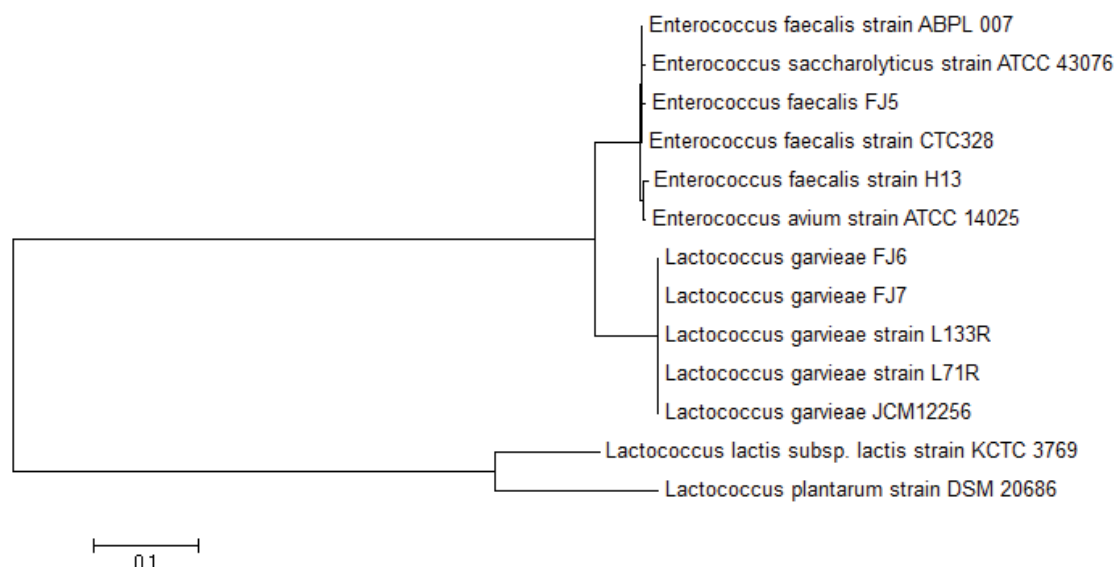 Enterococcus faecalis strain ABPL 007
Enterococcus saccharolyticus strain ATCC 43076
Enterococcus faecalis FJ5
Enterococcus faecalis strain CTC328
Enterococcus faecalis strain H13
Enterococcus avium strain ATCC 14025
Lactococcus garvieae FJ6
Lactococcus garvieae FJ7
Lactococcus garvieae strain L133R
Lactococcus garvieae strain L71R
Lactococcus garvieae JCM12256
Lactococcus lactis subsp. lactis strain KCTC 3769
Lactococcus plantarum strain DSM 20686
0.1